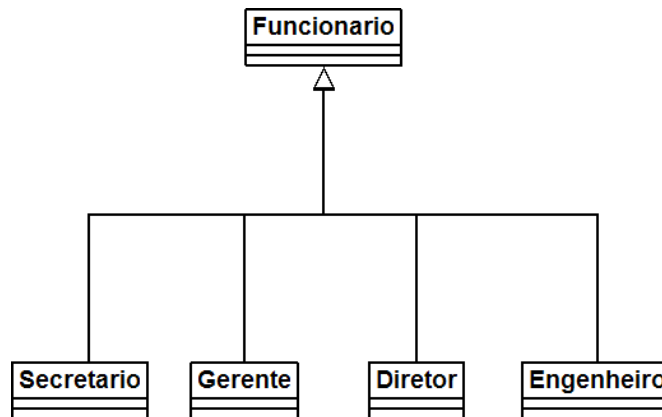 Funcionario
Secretario
Gerente
Diretor
Engenheiro